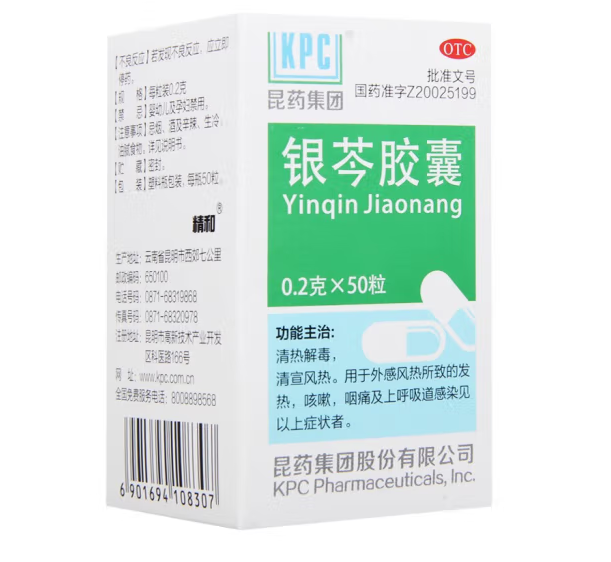 【不良反应】若发现不良反应,应立即
停药。
【规　格】每粒装0.2克
【禁　忌】婴幼儿及孕妇禁用。
【注意事项】忌烟、酒及辛辣、生冷、
油腻食物,详见说明书。
【贮　藏】密封。
【包　装】塑料瓶包装,每瓶50粒。
精和®
生产地址:云南省昆明市西郊七公里
邮政编码:650100
电话号码:0871-68319868
传真号码:0871-68320978
注册地址:昆明市高新技术产业开发
区科医路166号
网　址:www.kpc.com.cn
全国免费服务电话:8008898568
6 901694 108307
KPC
昆药集团
OTC
批准文号
国药准字Z20025199
银芩胶囊
Yinqin Jiaonang
0.2克×50粒
功能主治:
清热解毒,
清宣风热。用于外感风热所致的发
热,咳嗽,咽痛及上呼吸道感染见
以上症状者。
昆药集团股份有限公司
KPC Pharmaceuticals, Inc.